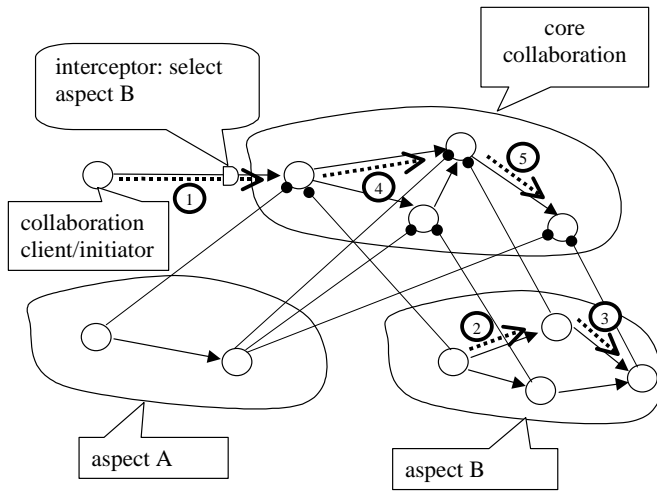 core
collaboration
interceptor: select
aspect B
5
4
1
collaboration
client/initiator
2
3
aspect A
aspect B